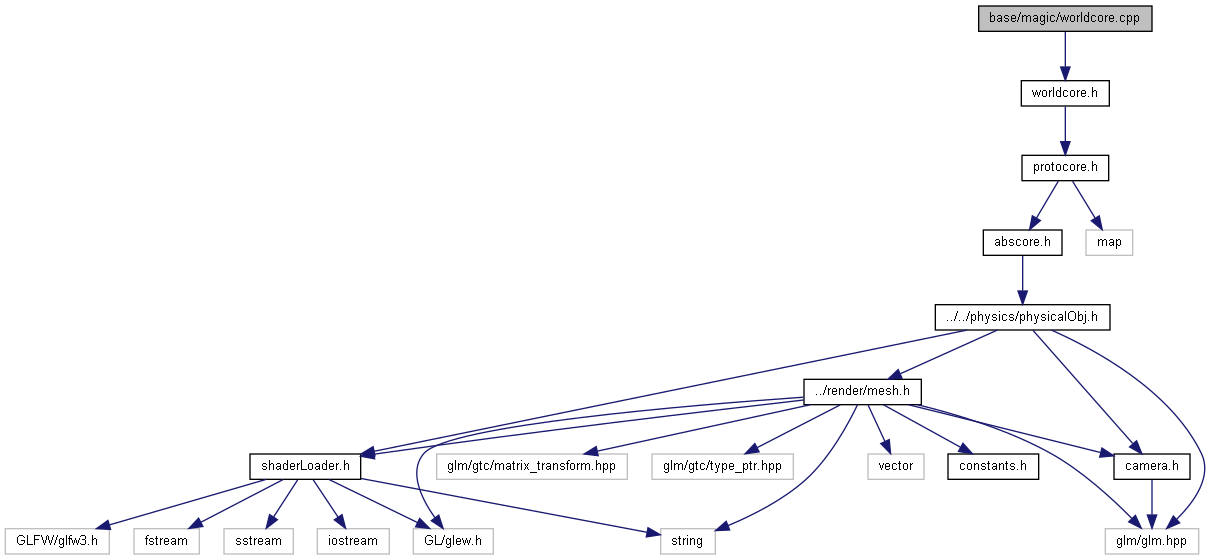 base/magic/worldcore.cpp
worldcore.h
protocore.h
abscore.h
map
../../physics/physicalObj.h
../render/mesh.h
shaderLoader.h
glm/gtc/matrix_transform.hpp
glm/gtc/type_ptr.hpp
vector
constants.h
camera.h
GLFW/glfw3.h
fstream
sstream
iostream
GL/glew.h
string
glm/glm.hpp